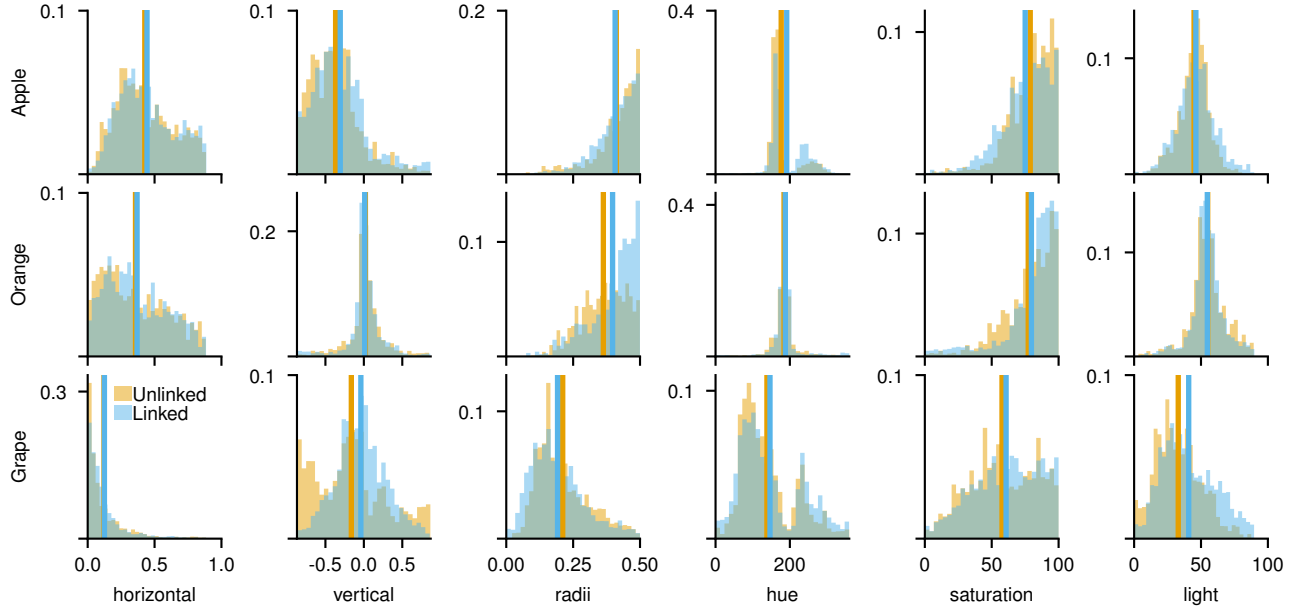 0.1 0.1 0.2 0.4 0.1 0.1
Apple
0.1 0.2 0.1 0.4 0.1 0.1
Orange
0.3 0.1 0.1 0.1 0.1 0.1
Unlinked
Linked
Grape
0.0 0.5 1.0 -0.5 0.0 0.5 0.00 0.25 0.50 0 200 0 50 100 0 50 100
horizontal vertical radii hue saturation light